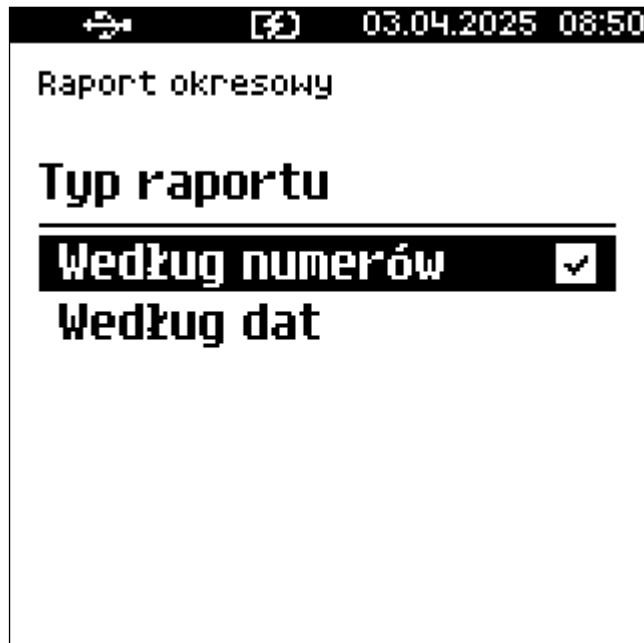 03.04.2025 08:50
Raport okresowy
Typ raportu
Według numerów
Według dat